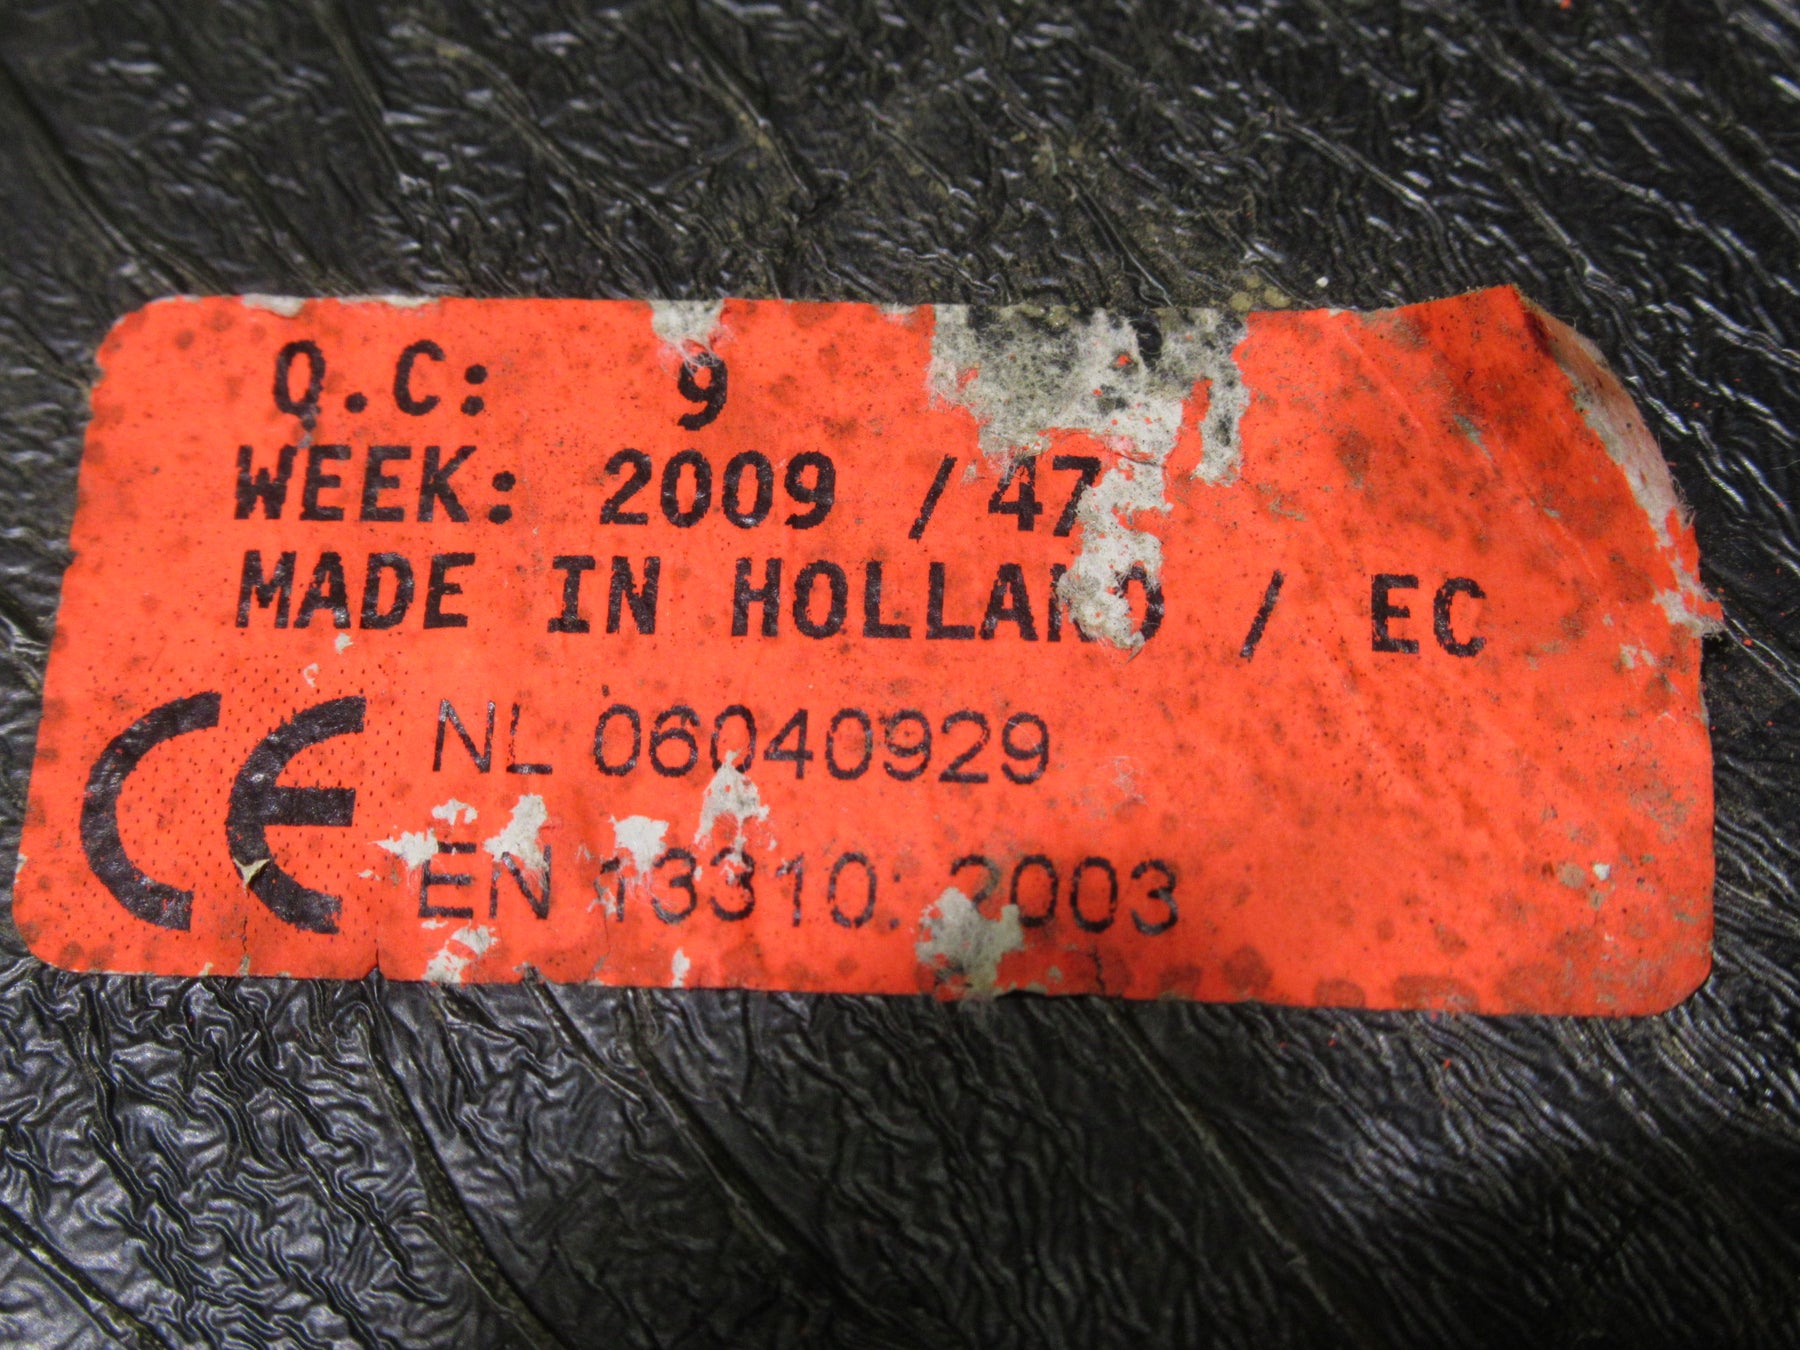 Q.C: 9
WEEK: 2009 / 47
MADE IN HOLLAND / EC
CE NL 06040929
EN 13310: 2003